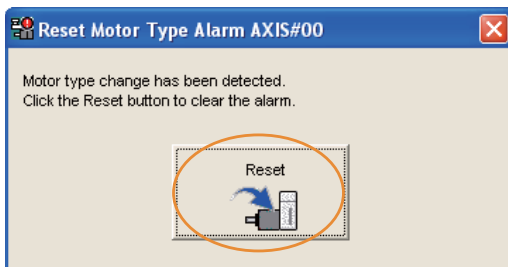 Reset Motor Type Alarm AXIS#00
Motor type change has been detected.
Click the Reset button to clear the alarm.
Reset